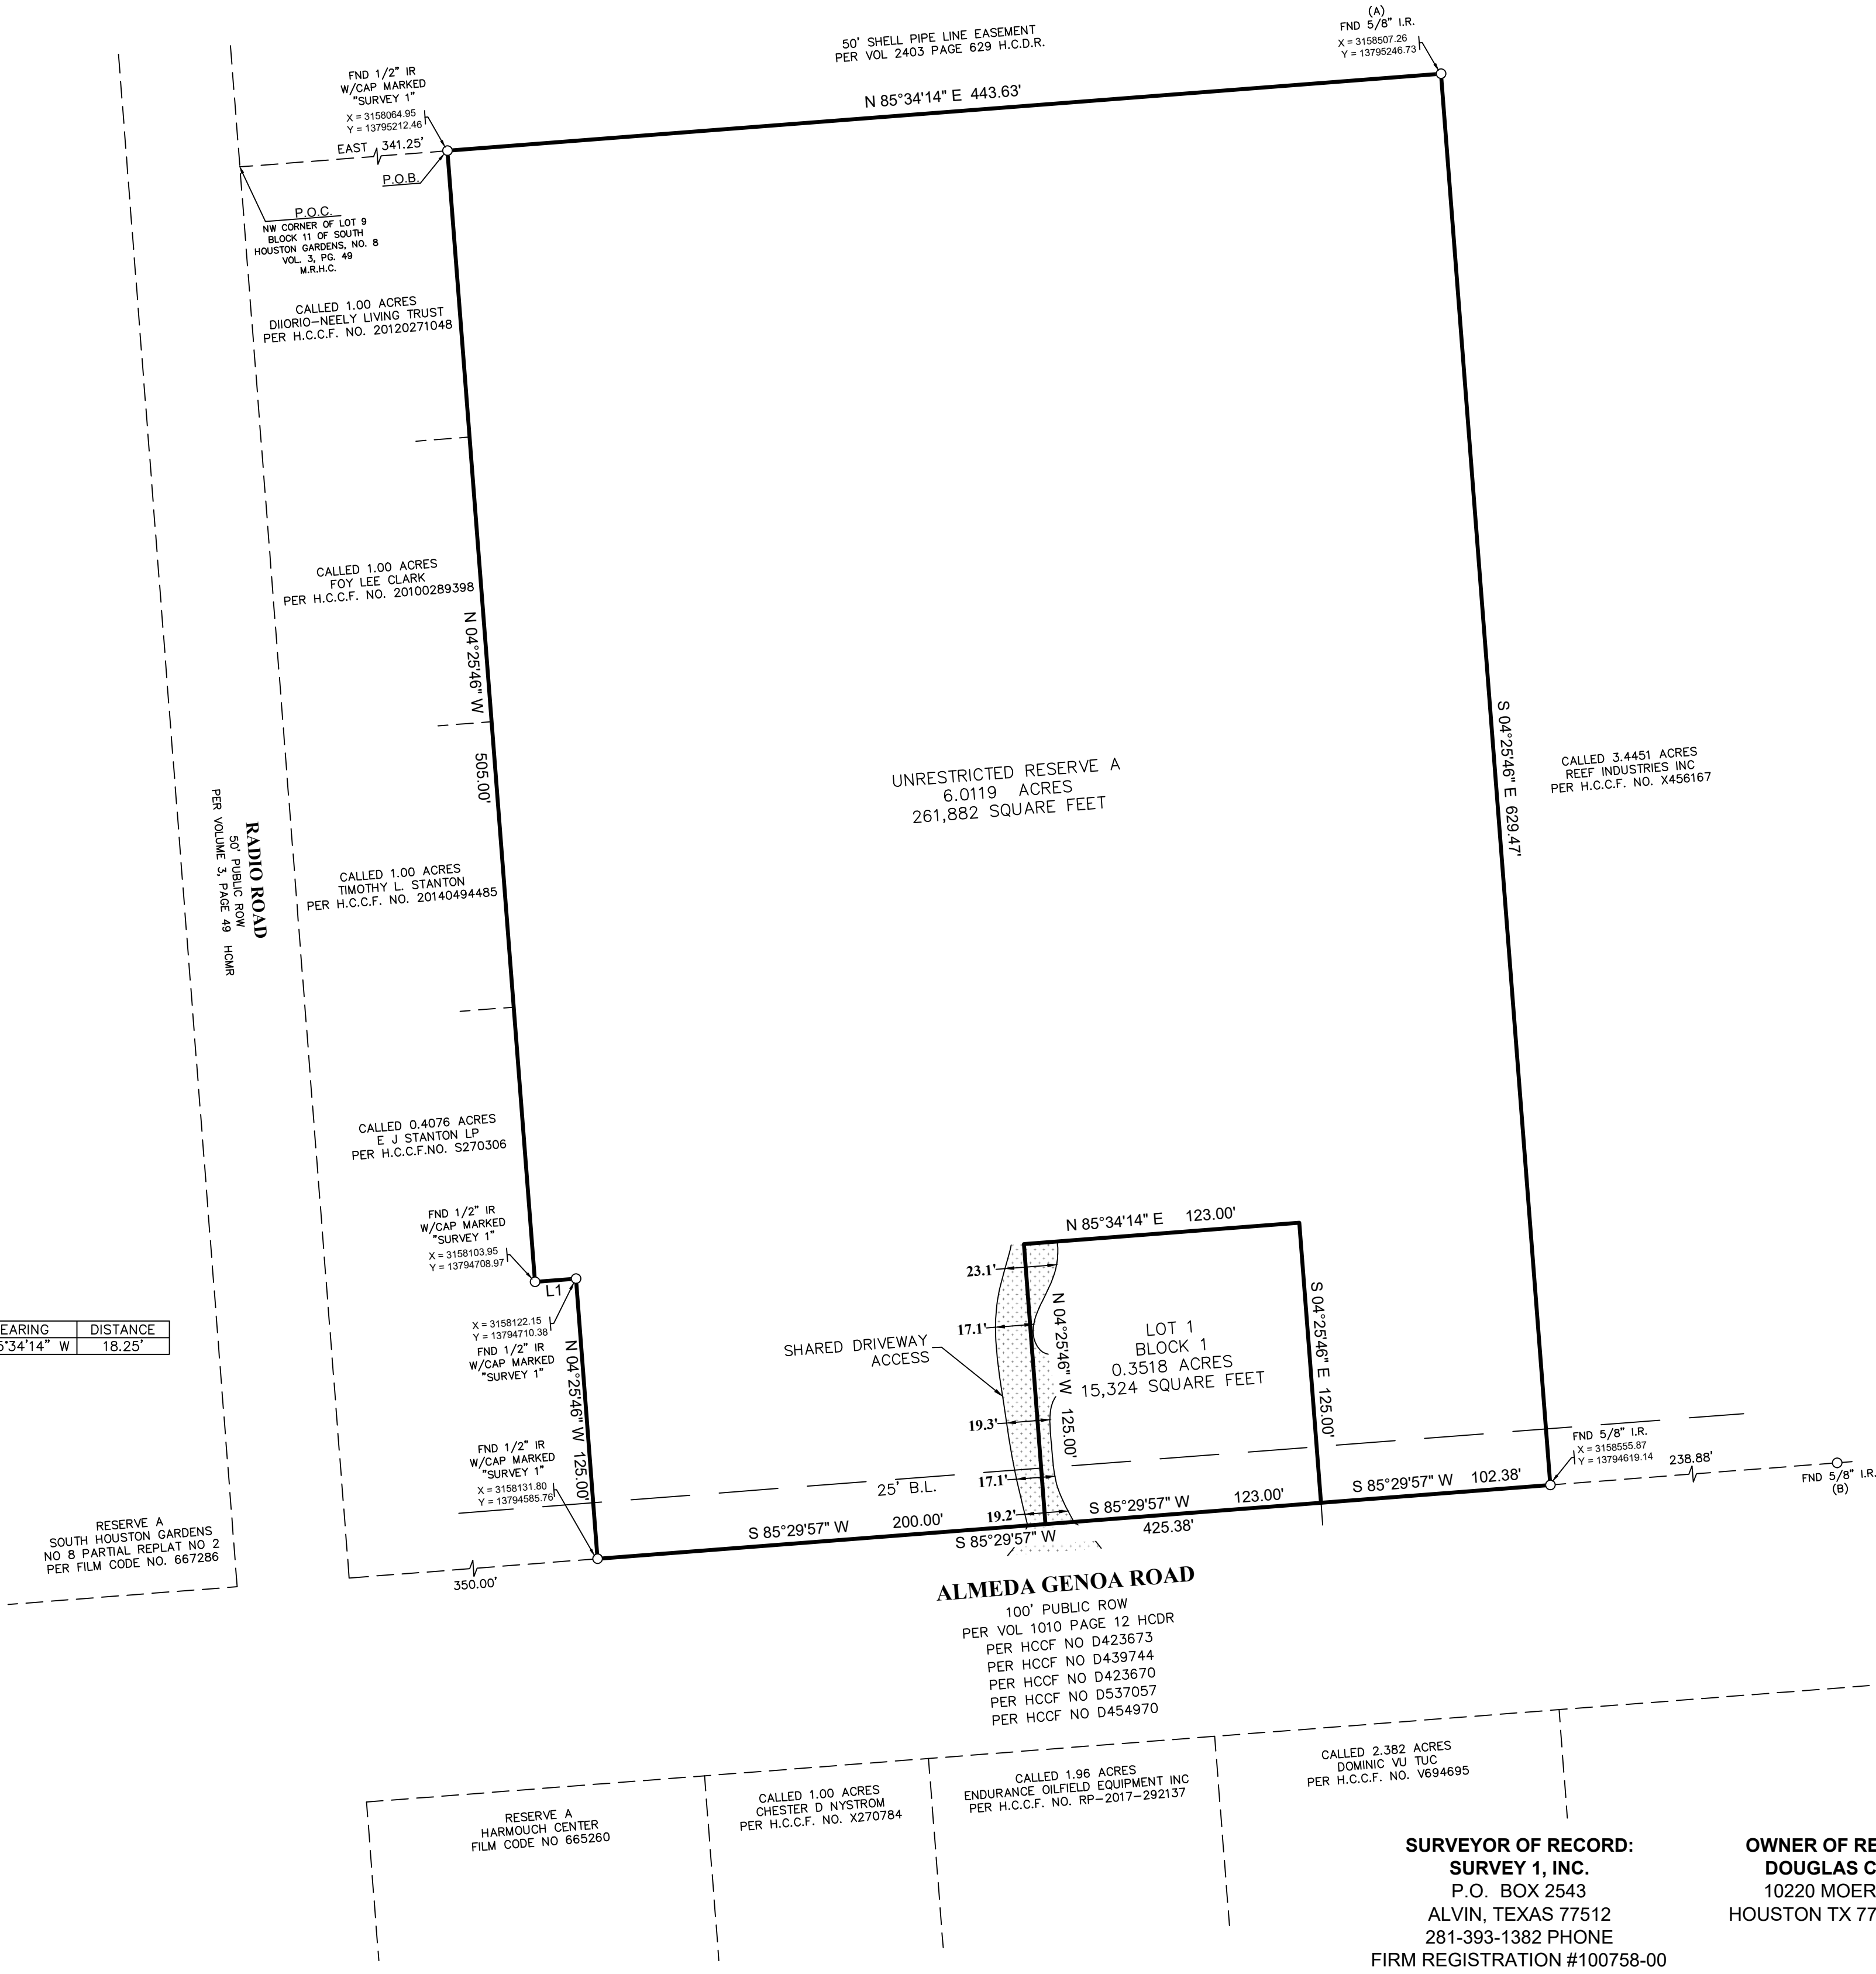 50' SHELL PIPE LINE EASEMENT
PER VOL 2403 PAGE 629 H.C.D.R.
(A)
FND 5/8" I.R.
X = 3158507.26
Y = 13795246.73
N 85°34'14" E 443.63'
FND 1/2" IR
W/CAP MARKED
"SURVEY 1"
X = 3158064.95
Y = 13795212.46
EAST 341.25'
P.O.B.
P.O.C.
NW CORNER OF LOT 9
BLOCK 11 OF SOUTH
HOUSTON GARDENS, NO. 8
VOL. 3, PG. 49
M.R.H.C.
CALLED 1.00 ACRES
DIIORIO-NEELY LIVING TRUST
PER H.C.C.F. NO. 20120271048
CALLED 1.00 ACRES
FOY LEE CLARK
PER H.C.C.F. NO. 20100289398
N 04°25'46" W 505.00'
S 04°25'46" E 629.47'
UNRESTRICTED RESERVE A
6.0119 ACRES
261,882 SQUARE FEET
CALLED 3.4451 ACRES
REEF INDUSTRIES INC
PER H.C.C.F. NO. X456167
RADIO ROAD
50' PUBLIC ROW
PER VOLUME 3, PAGE 49 HCMR
CALLED 1.00 ACRES
TIMOTHY L. STANTON
PER H.C.C.F. NO. 20140494485
CALLED 0.4076 ACRES
E J STANTON LP
PER H.C.C.F.NO. S270306
FND 1/2" IR
W/CAP MARKED
"SURVEY 1"
X = 3158103.95
Y = 13794708.97
L1
X = 3158122.15
Y = 13794710.38
FND 1/2" IR
W/CAP MARKED
"SURVEY 1"
N 04°25'46" W 125.00'
EARING DISTANCE
5°34'14" W 18.25'
N 85°34'14" E 123.00'
23.1'
17.1'
SHARED DRIVEWAY
ACCESS
19.3'
17.1'
19.2'
N 04°25'46" W 125.00'
LOT 1
BLOCK 1
0.3518 ACRES
15,324 SQUARE FEET
S 04°25'46" E 125.00'
FND 1/2" IR
W/CAP MARKED
"SURVEY 1"
X = 3158131.80
Y = 13794585.76
25' B.L.
FND 5/8" I.R.
X = 3158555.87
Y = 13794619.14
238.88'
FND 5/8" I.R.
(B)
S 85°29'57" W 200.00'
S 85°29'57" W 123.00'
S 85°29'57" W 102.38'
S 85°29'57" W 425.38'
350.00'
RESERVE A
SOUTH HOUSTON GARDENS
NO 8 PARTIAL REPLAT NO 2
PER FILM CODE NO. 667286
ALMEDA GENOA ROAD
100' PUBLIC ROW
PER VOL 1010 PAGE 12 HCDR
PER HCCF NO D423673
PER HCCF NO D439744
PER HCCF NO D423670
PER HCCF NO D537057
PER HCCF NO D454970
RESERVE A
HARMOUCH CENTER
FILM CODE NO 665260
CALLED 1.00 ACRES
CHESTER D NYSTROM
PER H.C.C.F. NO. X270784
CALLED 1.96 ACRES
ENDURANCE OILFIELD EQUIPMENT INC
PER H.C.C.F. NO. RP-2017-292137
CALLED 2.382 ACRES
DOMINIC VU TUC
PER H.C.C.F. NO. V694695
SURVEYOR OF RECORD:
SURVEY 1, INC.
P.O. BOX 2543
ALVIN, TEXAS 77512
281-393-1382 PHONE
FIRM REGISTRATION #100758-00
OWNER OF RE
DOUGLAS C
10220 MOER
HOUSTON TX 77